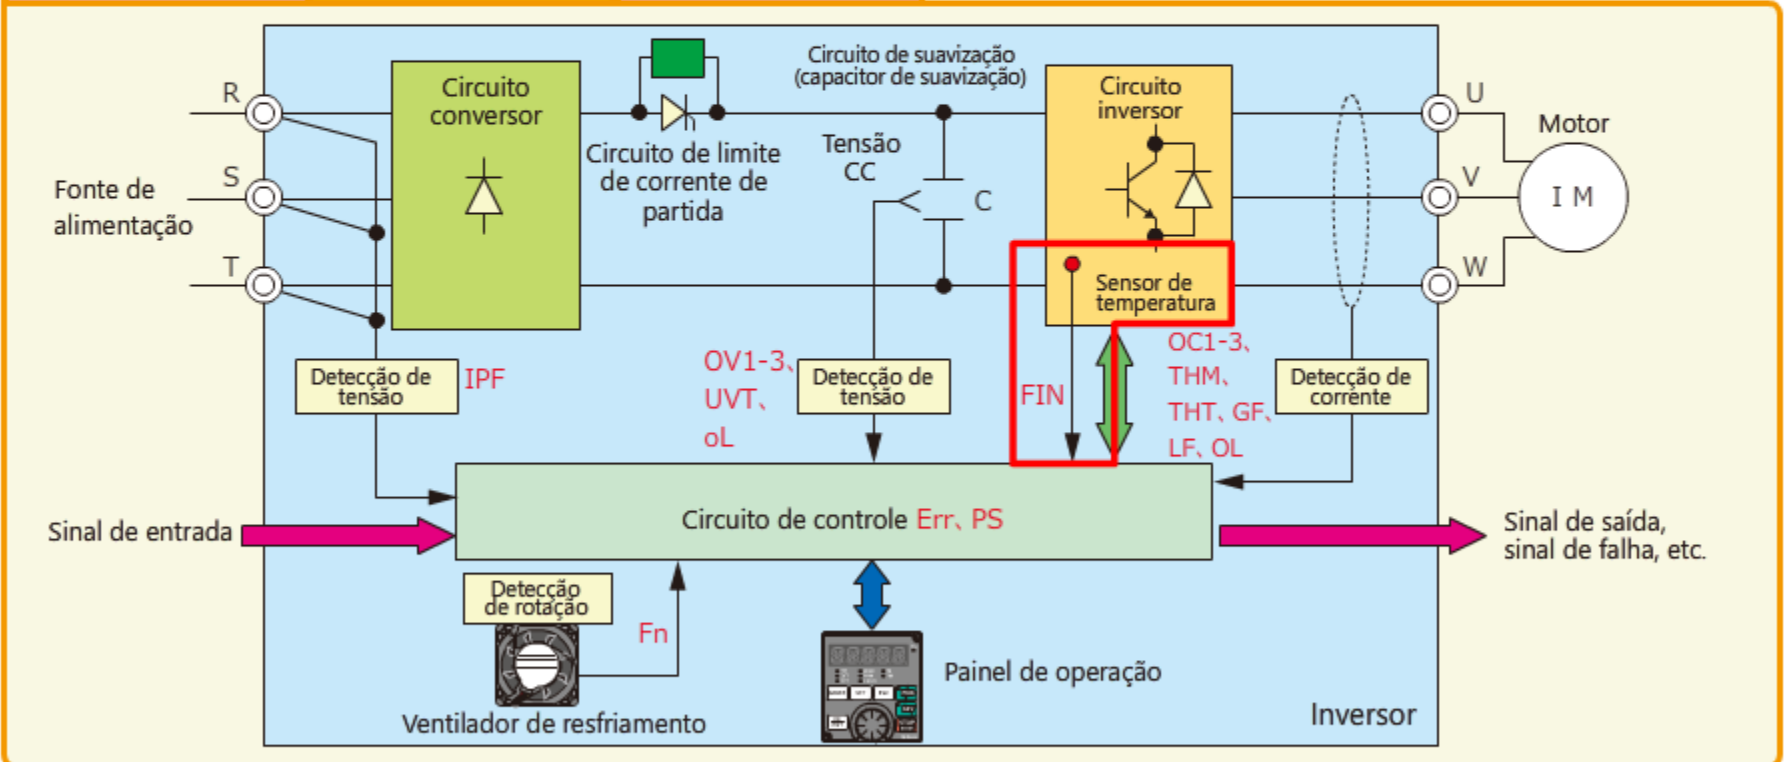 Circuito de suavização
(capacitor de suavização)
Circuito
conversor
Circuito
inversor
R
U
Motor
Circuito de limite
de corrente de
partida
Tensão
CC
S
V
Fonte de
alimentação
C
I M
T
W
Sensor de
temperatura
Detecção de
tensão
IPF
OV1-3、
UVT、
oL
Detecção de
tensão
FIN
OC1-3、
THM、
THT、GF、
LF、OL
Detecção de
corrente
Sinal de entrada
Circuito de controle Err、PS
Sinal de saída,
sinal de falha, etc.
Detecção
de rotação
Fn
Painel de operação
Ventilador de resfriamento
Inversor